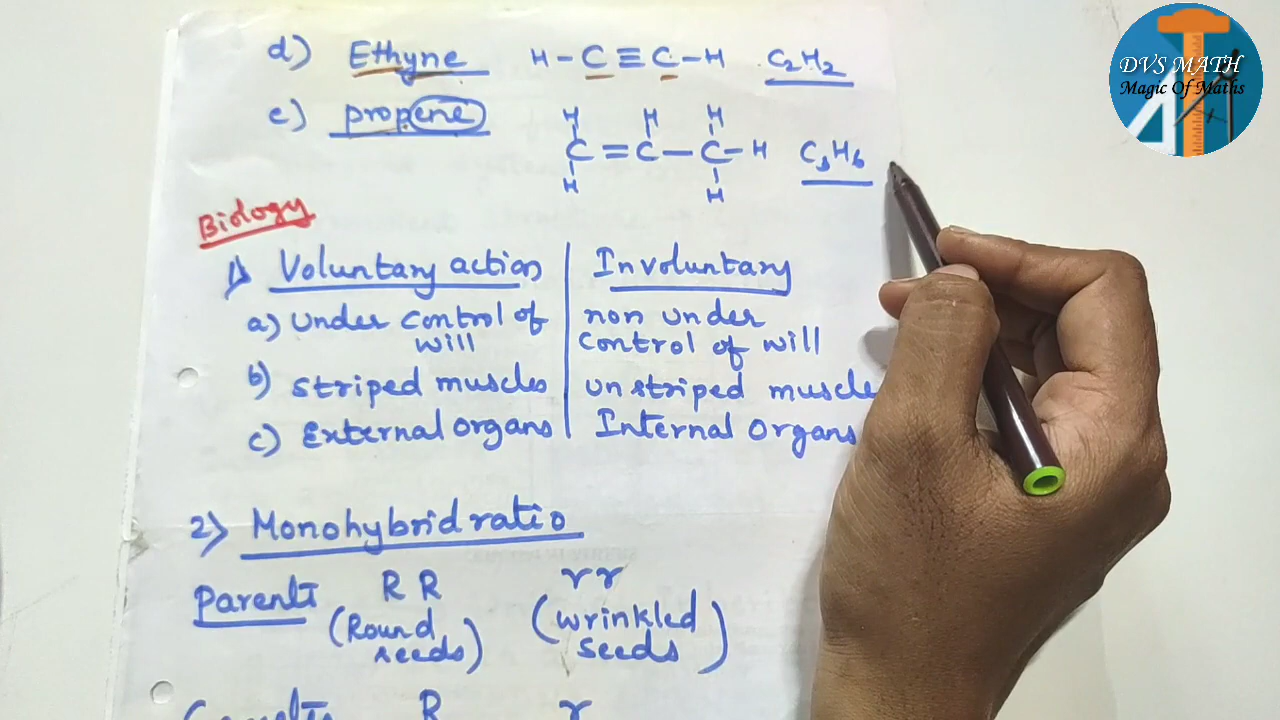 d) Ethyne H-C≡C-H C₂H₂
e) propene
H H H
C=C-C-H C₃H₆
H H
Biology
1) Voluntary action | Involuntary
a) under control of will | non under control of will
b) striped muscles | unstriped muscle
c) External organs | Internal organs
2) Monohybrid ratio
Parents RR rr
(Round seeds) (wrinkled seeds)
R r
DVS MATH
Magic Of Maths